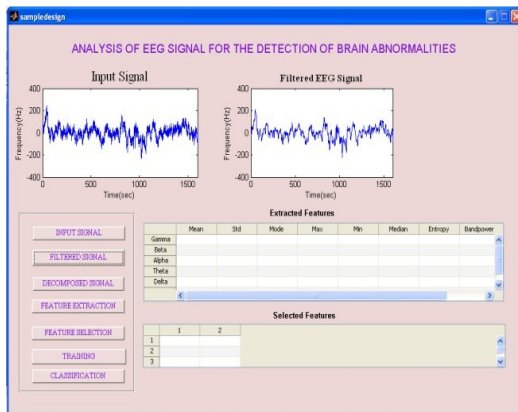 sampledesign
ANALYSIS OF EEG SIGNAL FOR THE DETECTION OF BRAIN ABNORMALITIES
Input Signal
400
200
0
-200
-400
Frequency(Hz)
0 500 1000 1500
Time(sec)
Filtered EEG Signal
400
200
0
-200
-400
Frequency(Hz)
0 500 1000 1500
Time(sec)
INPUT SIGNAL
FILTERED SIGNAL
DECOMPOSED SIGNAL
FEATURE EXTRACTION
FEATURE SELECTION
TRAINING
CLASSIFICATION
Extracted Features
Mean Std Mode Max Min Median Entropy Bandpower
Gamma
Beta
Alpha
Theta
Delta
Selected Features
1 2
1
2
3